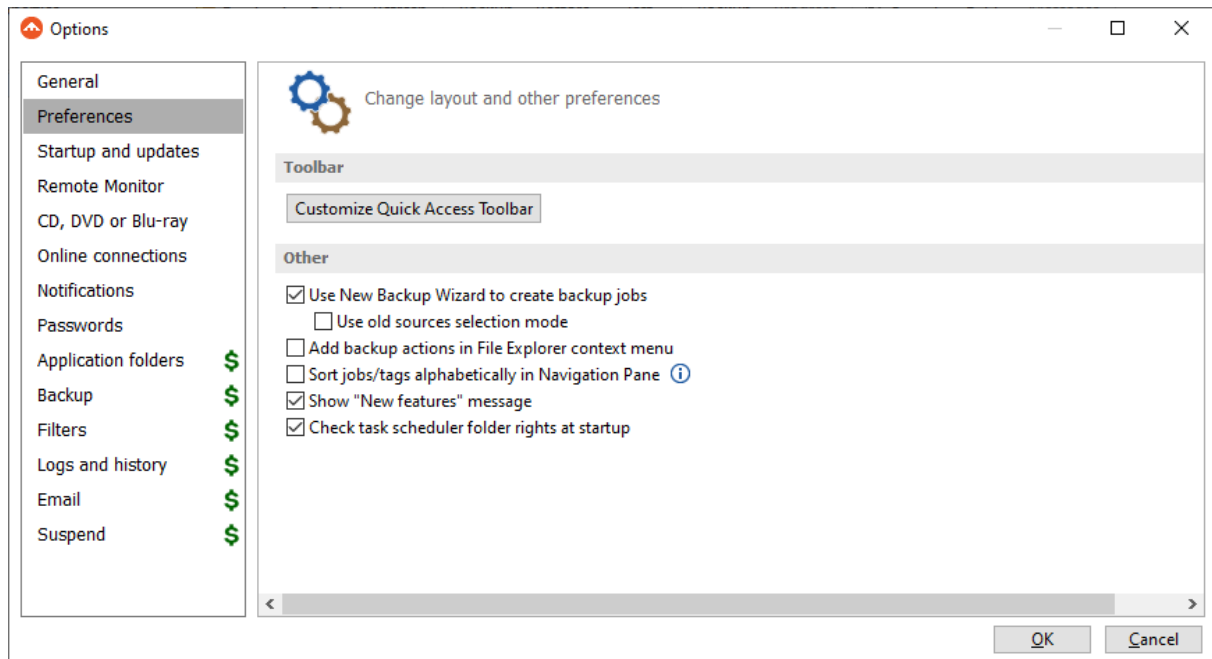 Options
General
Preferences
Startup and updates
Remote Monitor
CD, DVD or Blu-ray
Online connections
Notifications
Passwords
Application folders $
Backup $
Filters $
Logs and history $
Email $
Suspend $
Change layout and other preferences
Toolbar
Customize Quick Access Toolbar
Other
Use New Backup Wizard to create backup jobs
Use old sources selection mode
Add backup actions in File Explorer context menu
Sort jobs/tags alphabetically in Navigation Pane
Show "New features" message
Check task scheduler folder rights at startup
OK
Cancel